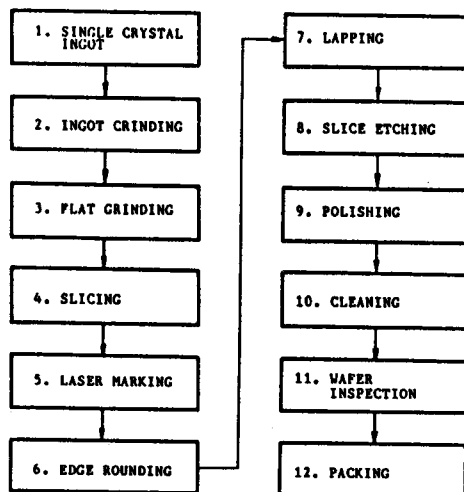 1. SINGLE CRYSTAL
INGOT
2. INGOT GRINDING
3. FLAT GRINDING
4. SLICING
5. LASER MARKING
6. EDGE ROUNDING
7. LAPPING
8. SLICE ETCHING
9. POLISHING
10. CLEANING
11. WAFER
INSPECTION
12. PACKING